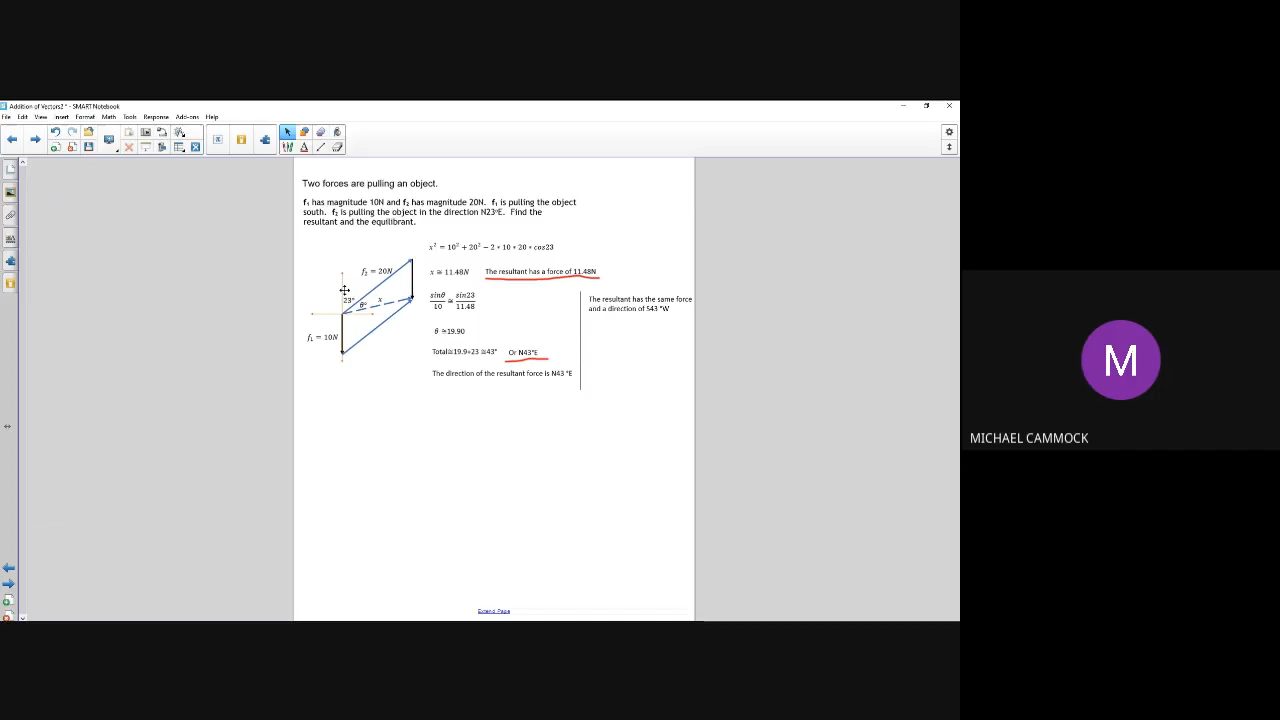 Addition of Vectors2 * - SMART Notebook
File Edit View Insert Format Math Tools Response Add-ons Help
Two forces are pulling an object.
f₁ has magnitude 10N and f₂ has magnitude 20N. f₁ is pulling the object
south. f₂ is pulling the object in the direction N23°E. Find the
resultant and the equilibrant.
x² = 10² + 20² − 2 * 10 * 20 * cos23
f₂ = 20N
x ≅ 11.48N
The resultant has a force of 11.48N
23°
θ°
x
sinθ/10 ≅ sin23/11.48
The resultant has the same force
and a direction of S43 °W
f₁ = 10N
θ ≅19.90
Total≅19.9+23 ≅43°
Or N43°E
The direction of the resultant force is N43 °E
Extend Page
M
MICHAEL CAMMOCK